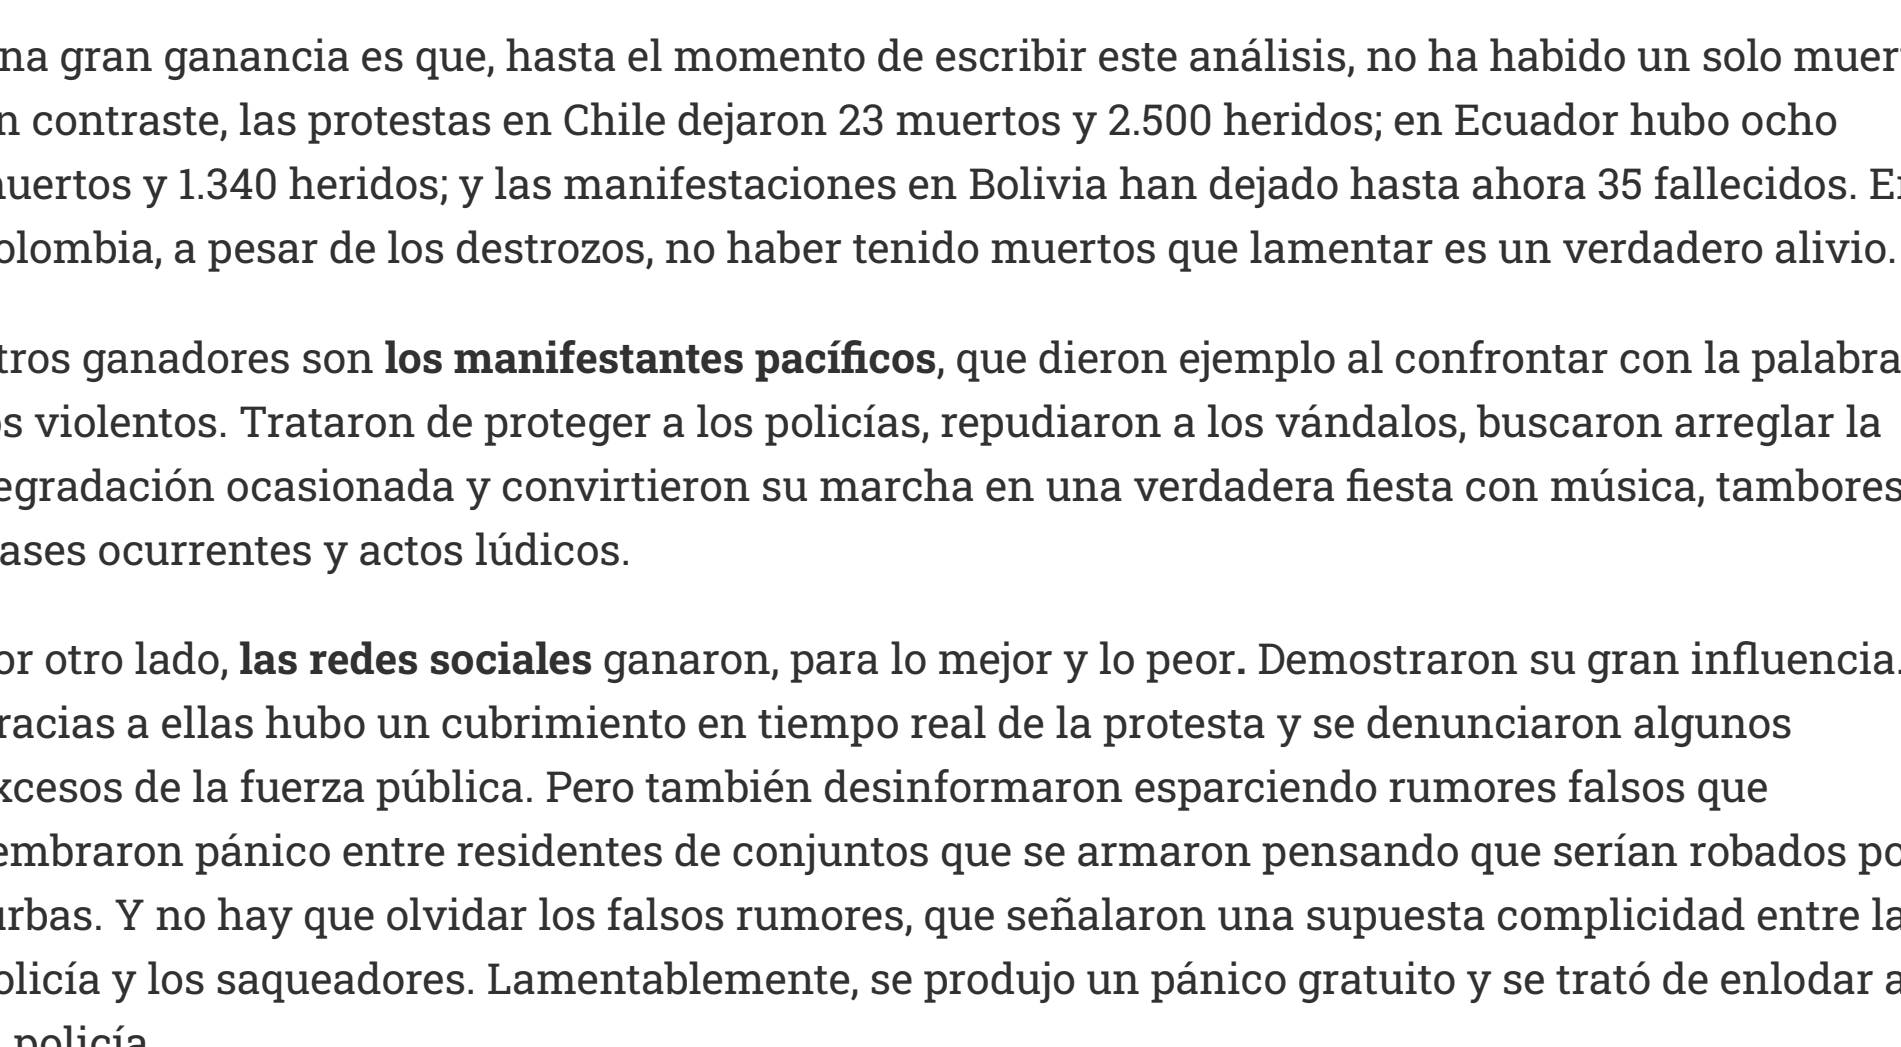 na gran ganancia es que, hasta el momento de escribir este análisis, no ha habido un solo muer
n contraste, las protestas en Chile dejaron 23 muertos y 2.500 heridos; en Ecuador hubo ocho
uertos y 1.340 heridos; y las manifestaciones en Bolivia han dejado hasta ahora 35 fallecidos. En
olombia, a pesar de los destrozos, no haber tenido muertos que lamentar es un verdadero alivio.
tros ganadores son los manifestantes pacíficos, que dieron ejemplo al confrontar con la palabra
os violentos. Trataron de proteger a los policías, repudiaron a los vándalos, buscaron arreglar la
egradación ocasionada y convirtieron su marcha en una verdadera fiesta con música, tambores
ases ocurrentes y actos lúdicos.
or otro lado, las redes sociales ganaron, para lo mejor y lo peor. Demostraron su gran influencia.
racias a ellas hubo un cubrimiento en tiempo real de la protesta y se denunciaron algunos
xcesos de la fuerza pública. Pero también desinformaron esparciendo rumores falsos que
embraron pánico entre residentes de conjuntos que se armaron pensando que serían robados po
urbas. Y no hay que olvidar los falsos rumores, que señalaron una supuesta complicidad entre la
olicía y los saqueadores. Lamentablemente, se produjo un pánico gratuito y se trató de enlodar a
policía